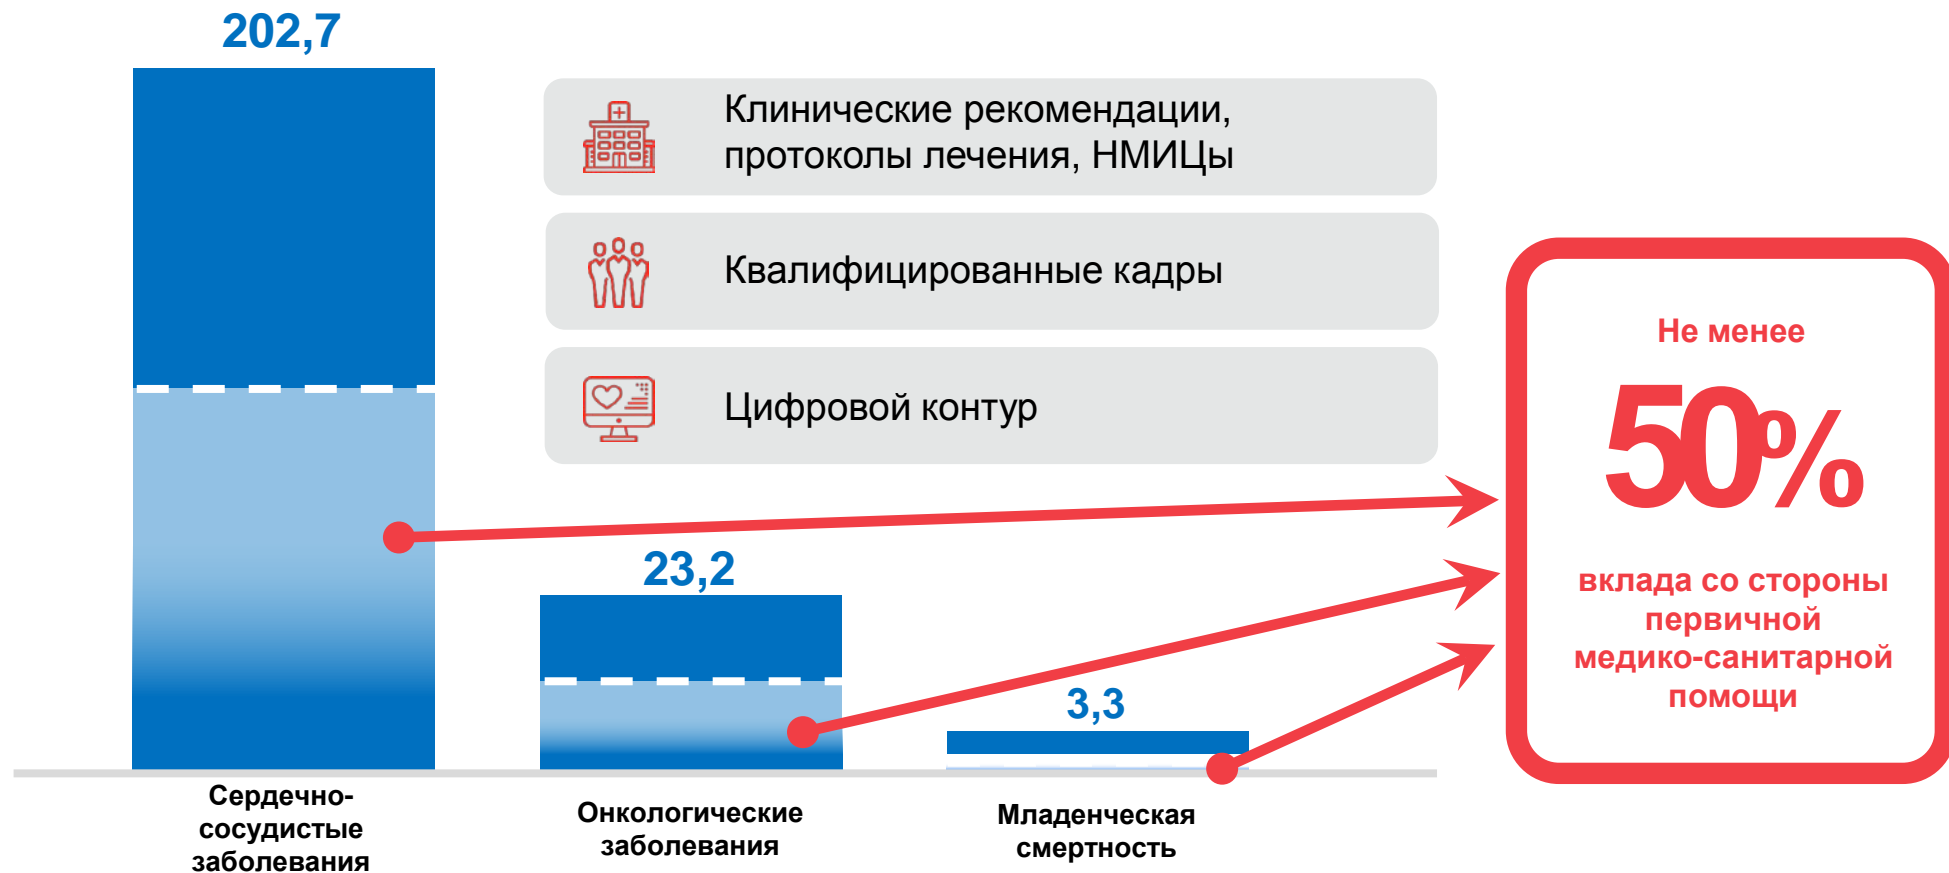 202,7
Клинические рекомендации,
протоколы лечения, НМИЦы
Квалифицированные кадры
Цифровой контур
Не менее
50%
вклада со стороны
первичной
медико-санитарной
помощи
23,2
3,3
Сердечно-
сосудистые
заболевания
Онкологические
заболевания
Младенческая
смертность